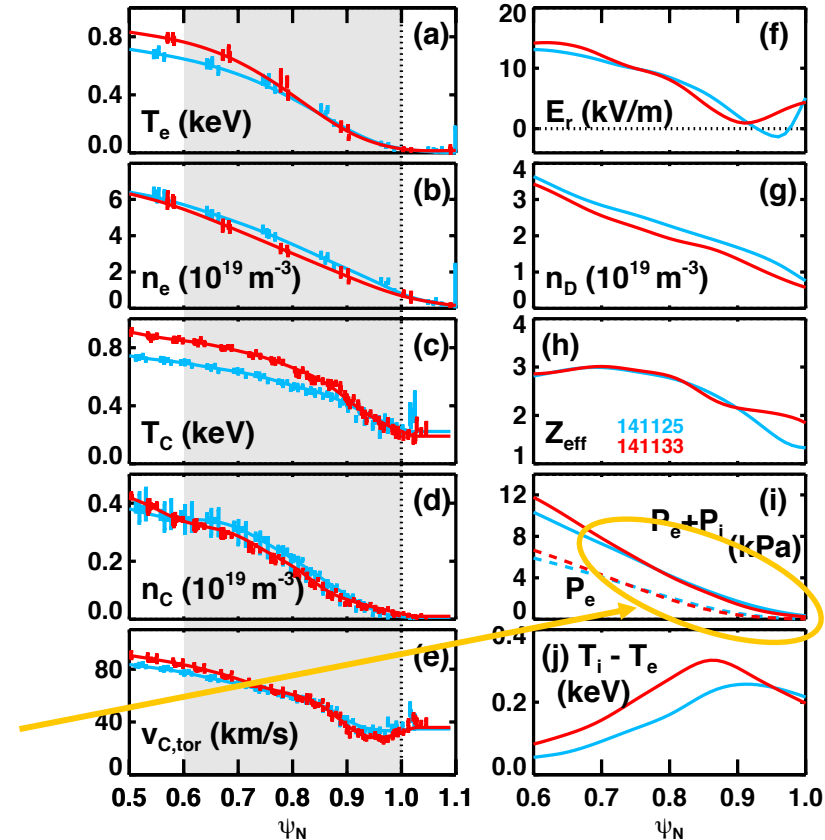 (a)
0.8
0.4
0.0
T_e (keV)
(b)
6
4
2
0
n_e (10^19 m^-3)
(c)
0.8
0.4
0.0
T_C (keV)
(d)
0.4
0.2
0.0
n_C (10^19 m^-3)
(e)
80
40
0
v_C,tor (km/s)
0.5 0.6 0.7 0.8 0.9 1.0 1.1
ψ_N
(f)
20
10
0
E_r (kV/m)
(g)
4
3
2
1
0
n_D (10^19 m^-3)
(h)
4
3
2
1
Z_eff
141125
141133
(i)
12
8
4
0
P_e+P_i
(kPa)
P_e
0.4
0.2
0.0
(j) T_i - T_e
(keV)
0.6 0.7 0.8 0.9 1.0
ψ_N